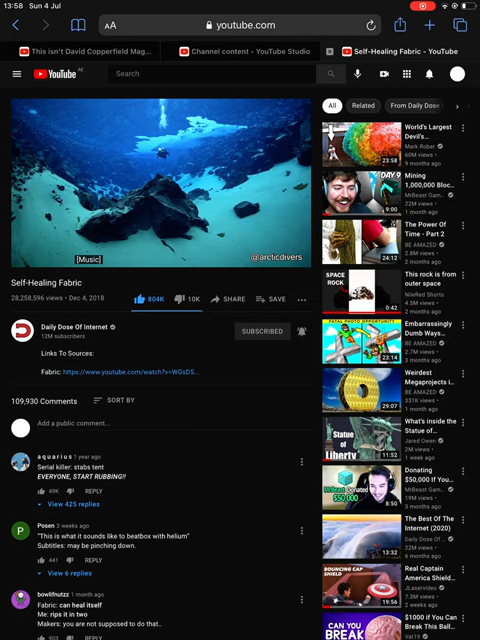 13:58 Sun 4 Jul
AA
youtube.com
This isn't David Copperfield Mag...
Channel content - YouTube Studio
Self-Healing Fabric - YouTube
YouTube AE
Search
[Music]
@arcticdivers
Self-Healing Fabric
28,258,596 views • Dec 4, 2018
804K
10K
SHARE
SAVE
Daily Dose Of Internet
12M subscribers
SUBSCRIBED
Links To Sources:
Fabric: https://www.youtube.com/watch?v=WGsD5...
109,930 Comments
SORT BY
Add a public comment...
aquarius 1 year ago
Serial killer: stabs tent
EVERYONE, START RUBBING!!
49K
REPLY
View 425 replies
P
Posen 3 weeks ago
"This is what it sounds like to beatbox with helium"
Subtitles: may be pinching down.
441
REPLY
View 6 replies
bowlifnutzz 1 month ago
Fabric: can heal itself
Me: rips it in two
Makers: you are not supposed to do that..
903
REPLY
All
Related
From Daily Dose
23:58
World's Largest
Devil's...
Mark Rober
60M views •
9 months ago
DAY 9
9:00
Mining
1,000,000 Bloc...
MrBeast Gam...
22M views •
1 month ago
24:12
The Power Of
Time - Part 2
BE AMAZED
2.8M views •
2 months ago
SPACE
ROCK
0:42
This rock is from
outer space
NileRed Shorts
4.5M views •
2 months ago
FATAL PHOTO OPPORTUNITY
23:14
Embarrassingly
Dumb Ways...
BE AMAZED
2.7M views •
3 months ago
29:07
Weirdest
Megaprojects i...
BE AMAZED
331K views •
1 month ago
Statue
of
Liberty
11:52
What's inside the
Statue of...
Jared Owen
2M views •
1 week ago
MrBeast Donated
$50,000
8:50
Donating
$50,000 If You...
MrBeast Gam...
19M views •
3 months ago
13:32
The Best Of The
Internet (2020)
Daily Dose Of ...
22M views •
6 months ago
BOUNCING CAP
SHIELD
19:56
Real Captain
America Shield...
JLaservideo
7.3M views •
2 weeks ago
CAN YOU
BREAK
$1000 if You Can
Break This Ball...
Vat19